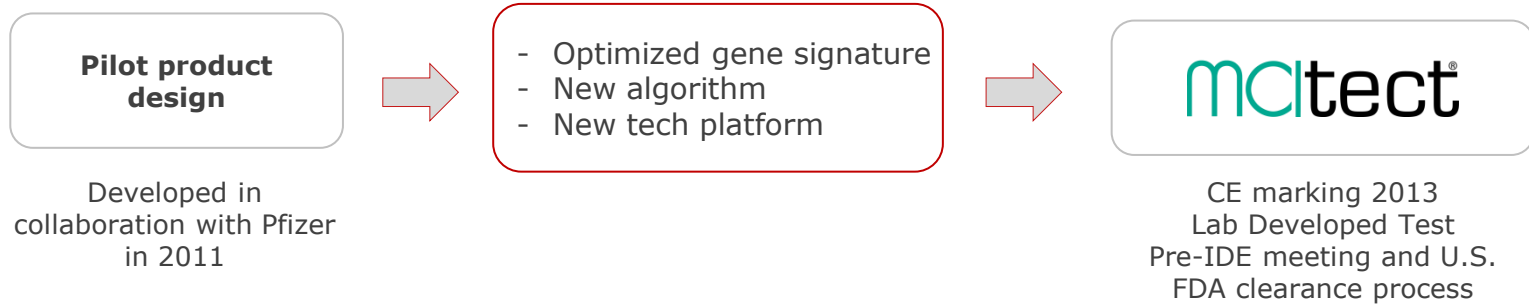 Pilot product
design
Developed in
collaboration with Pfizer
in 2011
- Optimized gene signature
- New algorithm
- New tech platform
mcitect®
CE marking 2013
Lab Developed Test
Pre-IDE meeting and U.S.
FDA clearance process